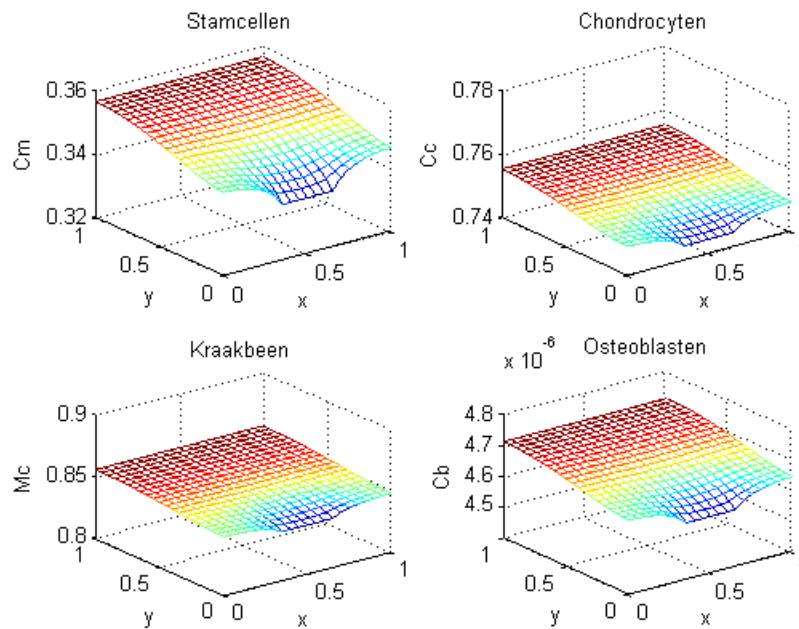 Stamcellen
0.36
0.34
0.32
Cm
1
0.5
0
y
0
0.5
1
x
Chondrocyten
0.78
0.76
0.74
Cc
1
0.5
0
y
0
0.5
1
x
Kraakbeen
0.9
0.85
0.8
Mc
1
0.5
0
y
0
0.5
1
x
x 10^-6
Osteoblasten
4.8
4.7
4.6
4.5
Cb
1
0.5
0
y
0
0.5
1
x